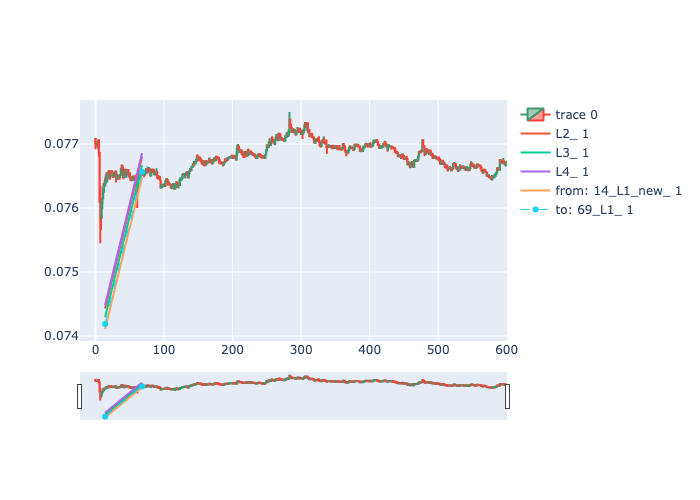 trace 0
L2_ 1
L3_ 1
L4_ 1
from: 14_L1_new_ 1
to: 69_L1_ 1
0.077
0.076
0.075
0.074
0 100 200 300 400 500 600